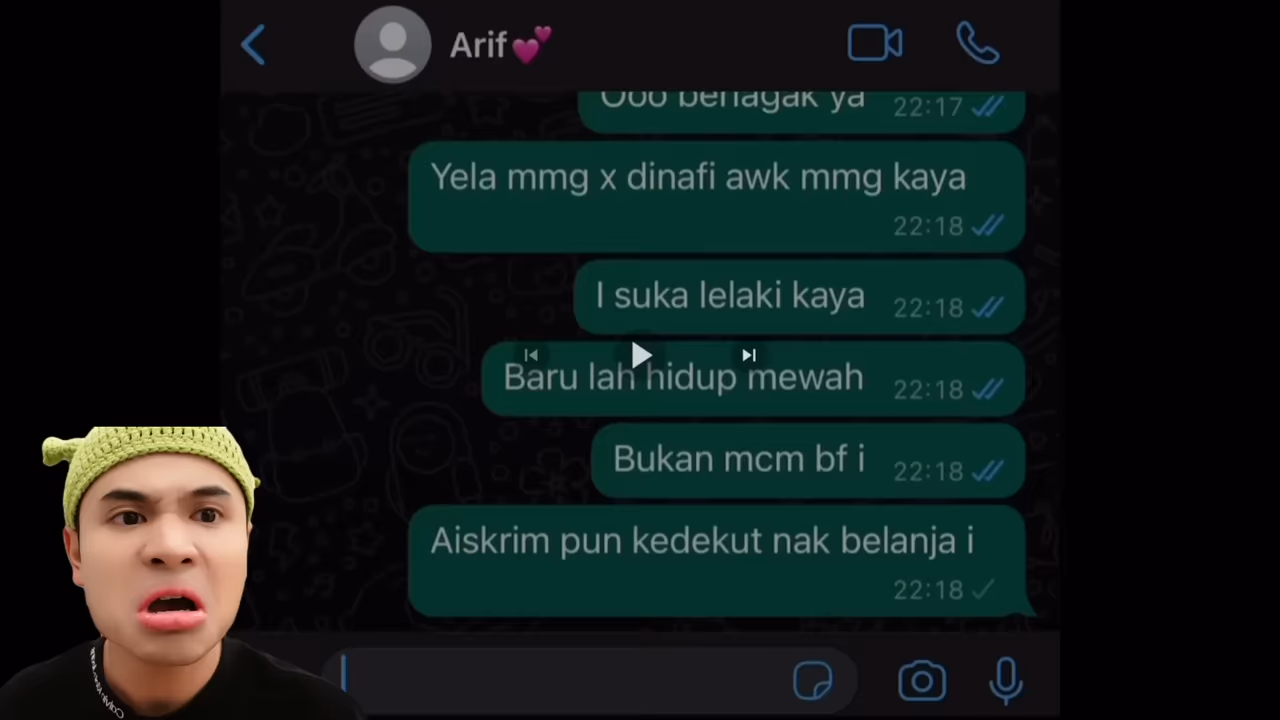 Arif💕
Ooo berlagak ya 22:17
Yela mmg x dinafi awk mmg kaya
22:18
I suka lelaki kaya 22:18
Baru lah hidup mewah 22:18
Bukan mcm bf i 22:18
Aiskrim pun kedekut nak belanja i
22:18